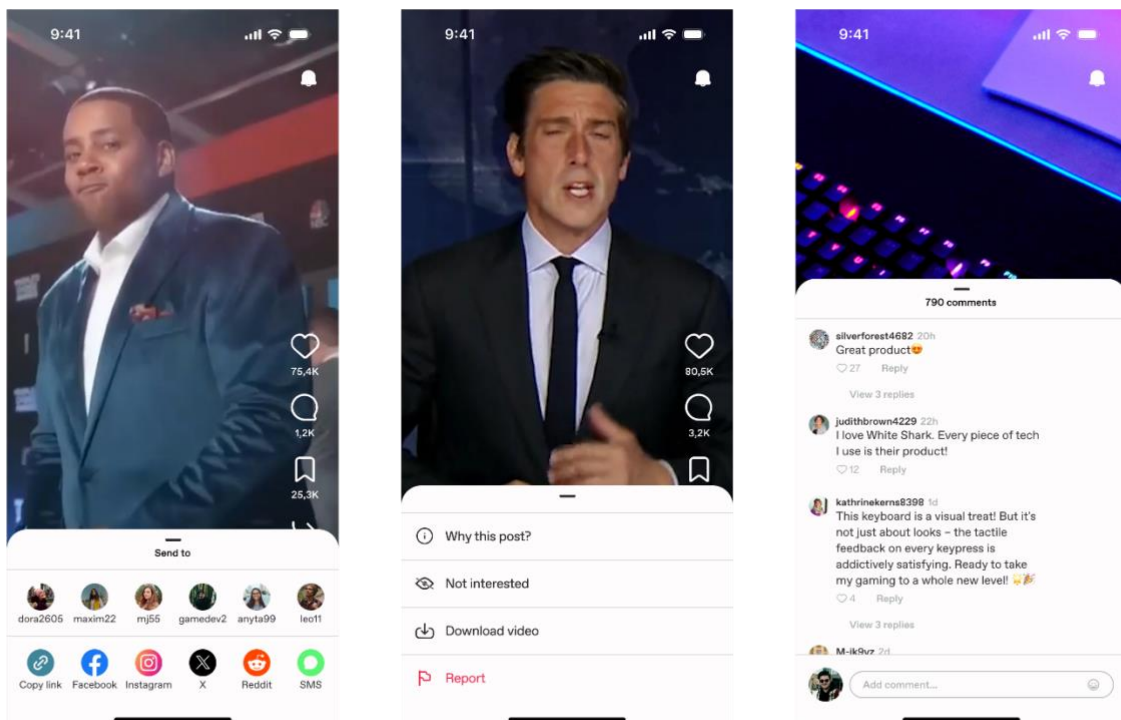 9:41
75,4K
1,2K
25,3K
Send to
dora2605 maxim22 mj55 gamedev2 anyta99 leo11
Copy link Facebook Instagram X Reddit SMS
9:41
80,5K
3,2K
Why this post?
Not interested
Download video
Report
9:41
790 comments
silverforest4682 20h
Great product😍
27 Reply
View 3 replies
judithbrown4229 22h
I love White Shark. Every piece of tech
I use is their product!
12 Reply
kathrinekerns8398 1d
This keyboard is a visual treat! But it's
not just about looks – the tactile
feedback on every keypress is
addictively satisfying. Ready to take
my gaming to a whole new level!
4 Reply
View 3 replies
Add comment...